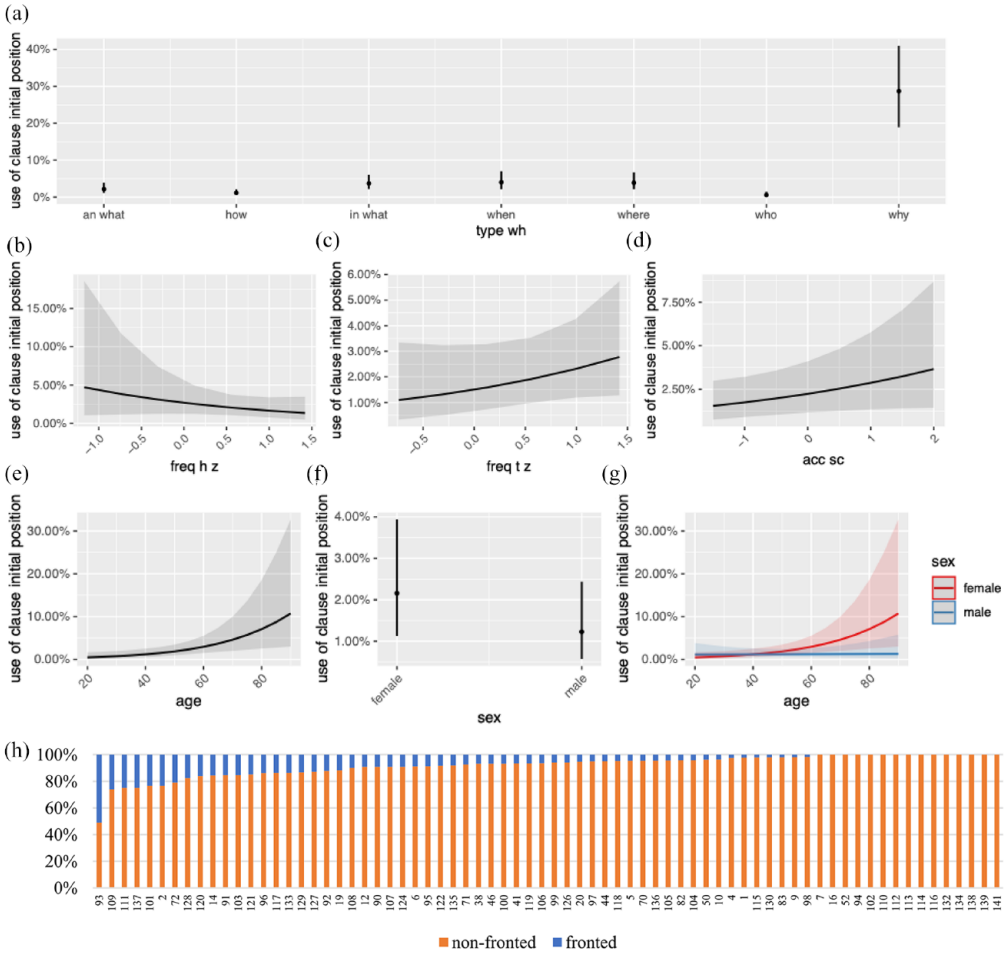 (a)
use of clause initial position
40%
30%
20%
10%
0%
an what how in what when where who why
type wh
(b) (c) (d)
use of clause initial position
15.00%
10.00%
5.00%
0.00%
-1.0 -0.5 0.0 0.5 1.0 1.5
freq h z
use of clause initial position
6.00%
5.00%
4.00%
3.00%
2.00%
1.00%
-0.5 0.0 0.5 1.0 1.5
freq t z
use of clause initial position
7.50%
5.00%
2.50%
-1 0 1 2
acc sc
(e) (f) (g)
use of clause initial position
30.00%
20.00%
10.00%
0.00%
20 40 60 80
age
use of clause initial position
4.00%
3.00%
2.00%
1.00%
female male
sex
use of clause initial position
30.00%
20.00%
10.00%
0.00%
20 40 60 80
age
sex
female
male
(h)
100%
80%
60%
40%
20%
0%
93 109 111 137 101 2 72 128 120 14 91 103 121 96 117 133 129 127 92 19 108 12 90 107 124 6 95 122 135 71 38 46 100 41 119 106 99 126 20 97 44 118 5 70 136 105 82 104 50 10 4 1 115 130 83 9 98 7 16 52 94 102 110 112 113 114 116 132 134 138 139 141
non-fronted fronted